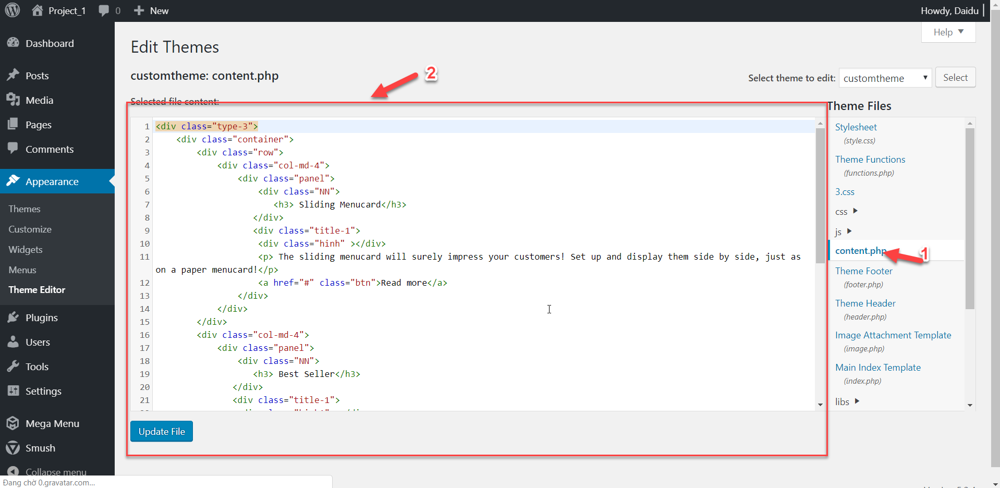 Project_1 0 New Howdy, Daidu
Help
Dashboard
Posts
Media
Pages
Comments
Appearance
Themes
Customize
Widgets
Menus
Theme Editor
Plugins
Users
Tools
Settings
Mega Menu
Smush
Collapse menu
Edit Themes
customtheme: content.php
2
Select theme to edit: customtheme Select
Selected file content:
1 <div class="type-3">
2 <div class="container">
3 <div class="row">
4 <div class="col-md-4">
5 <div class="panel">
6 <div class="NN">
7 <h3> Sliding Menucard</h3>
8 </div>
9 <div class="title-1">
10 <div class="hinh" ></div>
11 <p> The sliding menucard will surely impress your customers! Set up and display them side by side, just as
on a paper menucard!</p>
12 <a href="#" class="btn">Read more</a>
13 </div>
14 </div>
15 </div>
16 <div class="col-md-4">
17 <div class="panel">
18 <div class="NN">
19 <h3> Best Seller</h3>
20 </div>
21 <div class="title-1">
Update File
Theme Files
Stylesheet
(style.css)
Theme Functions
(functions.php)
3.css
css
js
content.php
1
Theme Footer
(footer.php)
Theme Header
(header.php)
Image Attachment Template
(image.php)
Main Index Template
(index.php)
libs
Đang chờ 0.gravatar.com...